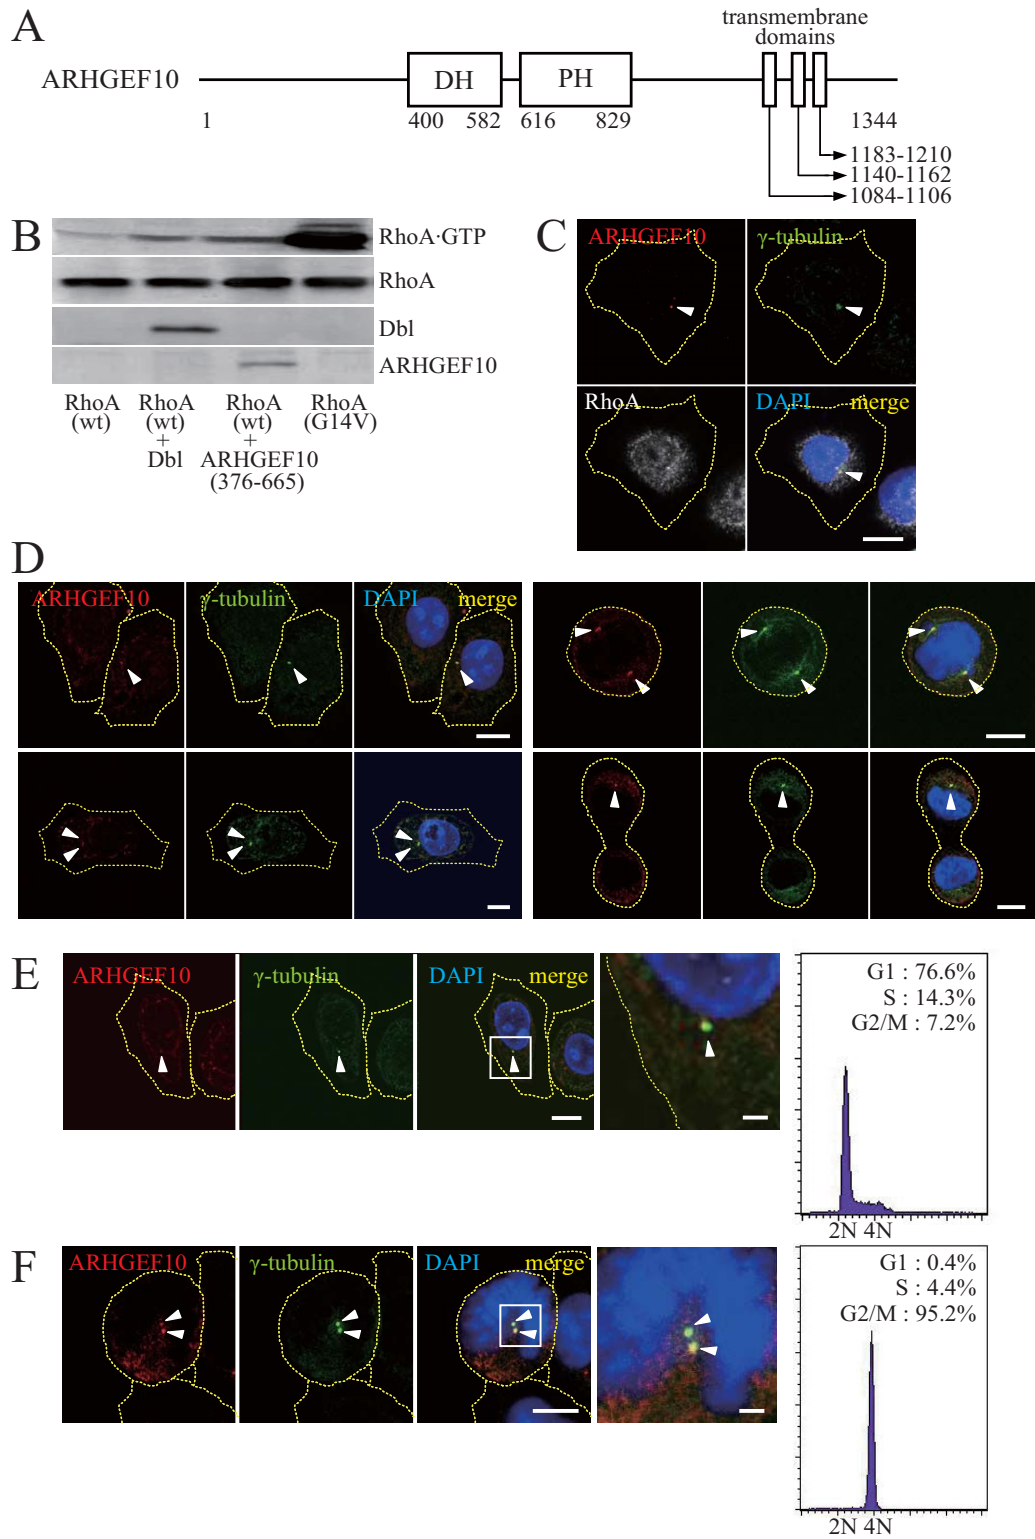 A
transmembrane
domains
ARHGEF10
DH
PH
1
400
582
616
829
1344
1183-1210
1140-1162
1084-1106
B
RhoA·GTP
RhoA
Dbl
ARHGEF10
RhoA
(wt)
RhoA
(wt)
+
Dbl
RhoA
(wt)
+
ARHGEF10
(376-665)
RhoA
(G14V)
C
ARHGEF10
γ-tubulin
RhoA
DAPI
merge
D
ARHGEF10
γ-tubulin
DAPI
merge
E
ARHGEF10
γ-tubulin
DAPI
merge
G1 : 76.6%
S : 14.3%
G2/M : 7.2%
2N 4N
F
ARHGEF10
γ-tubulin
DAPI
merge
G1 : 0.4%
S : 4.4%
G2/M : 95.2%
2N 4N